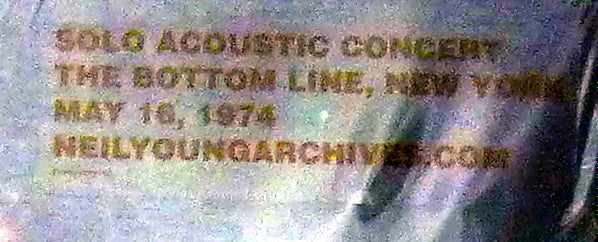 SOLO ACOUSTIC CONCERT
THE BOTTOM LINE, NEW YORK
MAY 16, 1974
NEILYOUNGARCHIVES.COM